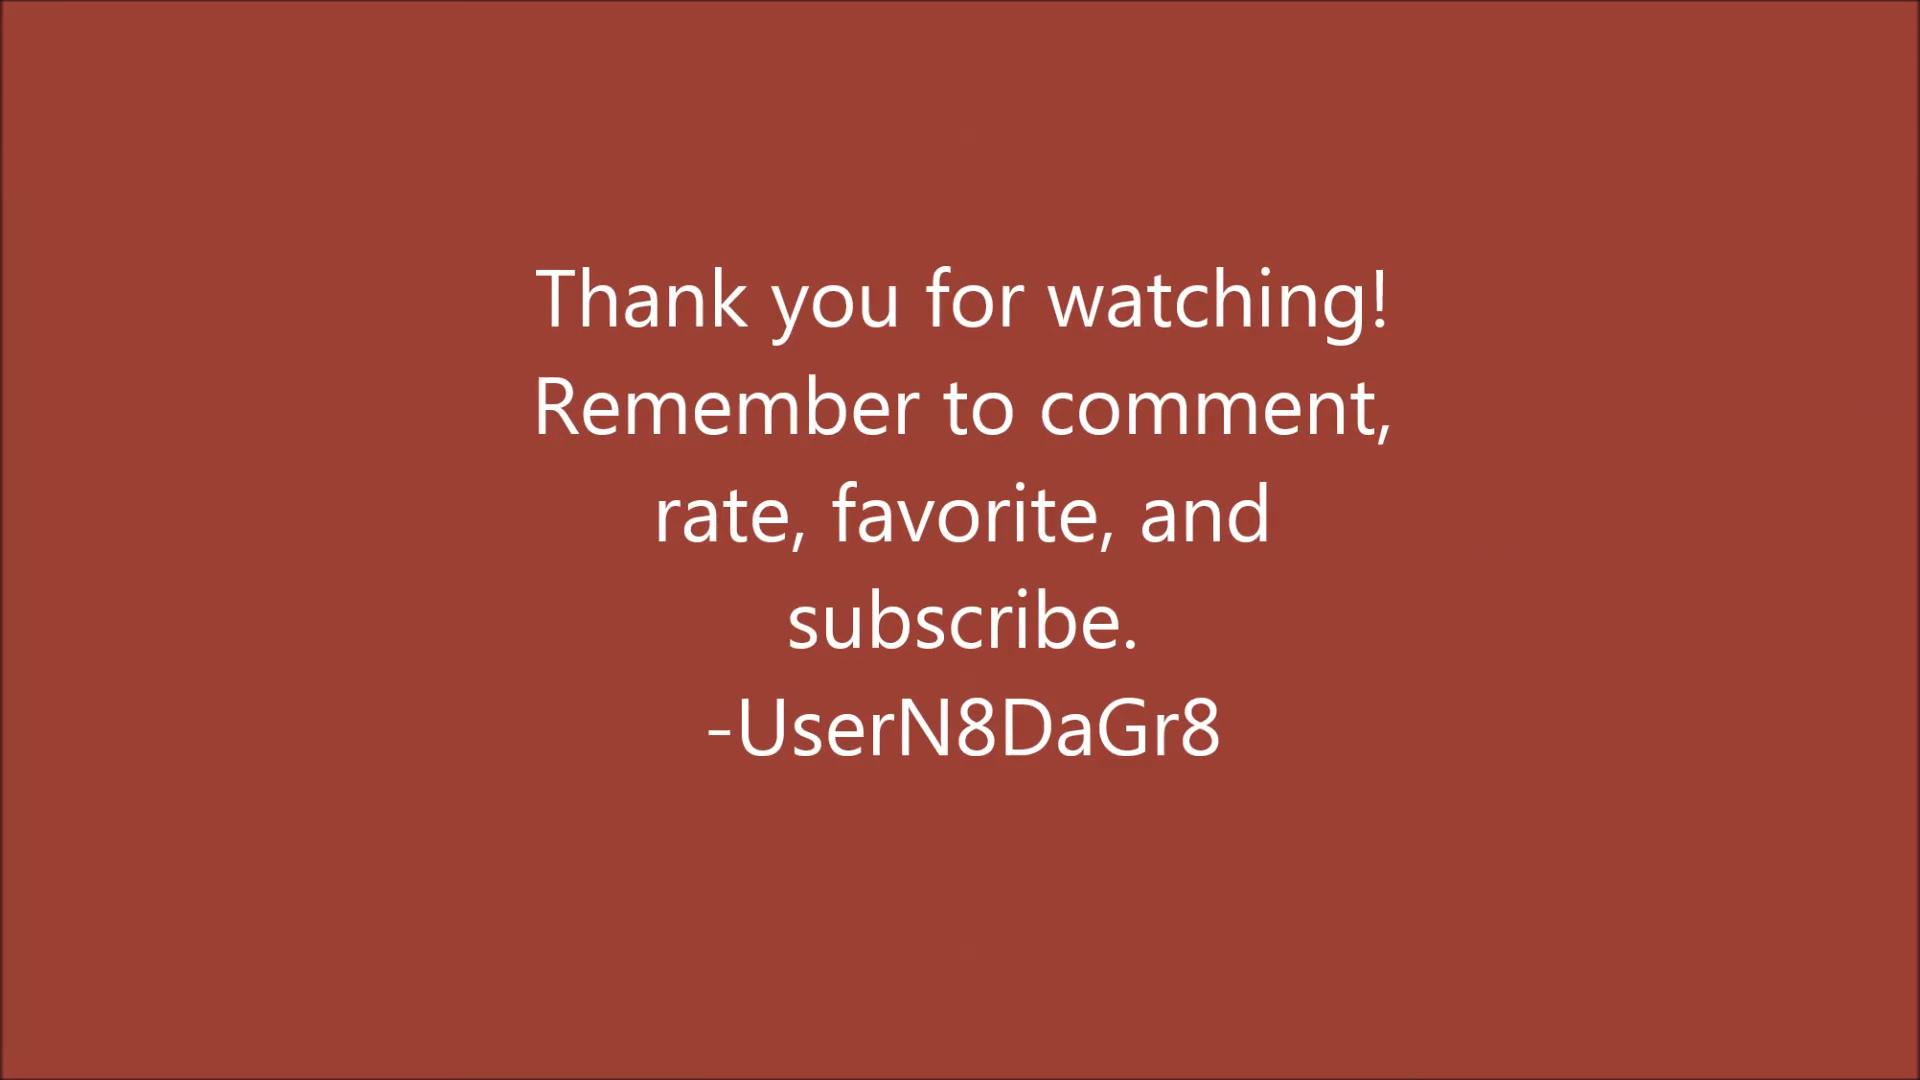 Thank you for watching!
Remember to comment,
rate, favorite, and
subscribe.
-UserN8DaGr8